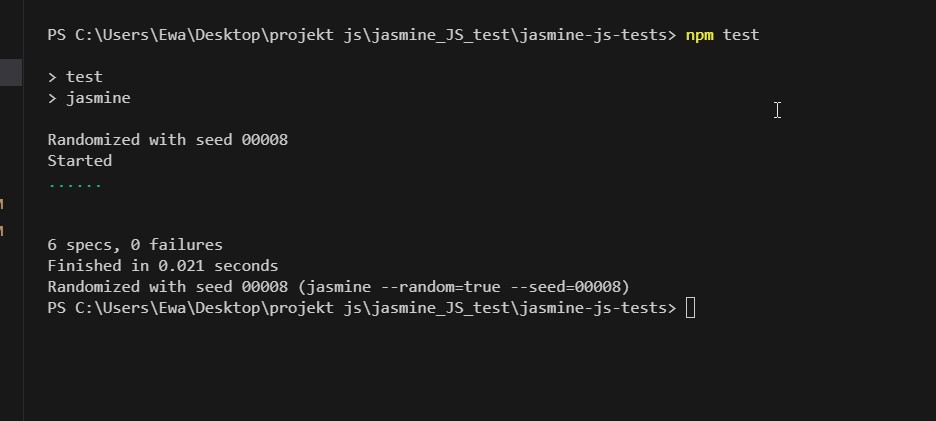 PS C:\Users\Ewa\Desktop\projekt js\jasmine_JS_test\jasmine-js-tests> npm test
> test
> jasmine
Randomized with seed 00008
Started
......
6 specs, 0 failures
Finished in 0.021 seconds
Randomized with seed 00008 (jasmine --random=true --seed=00008)
PS C:\Users\Ewa\Desktop\projekt js\jasmine_JS_test\jasmine-js-tests>